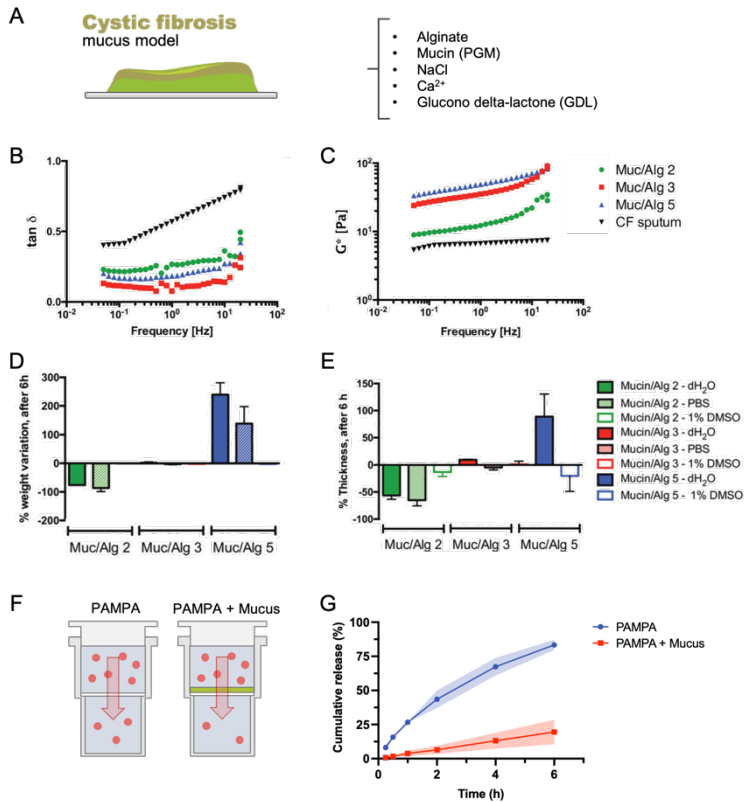 A
Cystic fibrosis
mucus model
• Alginate
• Mucin (PGM)
• NaCl
• Ca²⁺
• Glucono delta-lactone (GDL)
B
tan δ
1.0
0.5
0.0
10⁻² 10⁻¹ 10⁰ 10¹ 10²
Frequency [Hz]
C
G* [Pa]
10²
10¹
10⁰
10⁻² 10⁻¹ 10⁰ 10¹ 10²
Frequency [Hz]
Muc/Alg 2
Muc/Alg 3
Muc/Alg 5
CF sputum
D
% weight variation, after 6h
300
200
100
0
-100
-200
Muc/Alg 2 Muc/Alg 3 Muc/Alg 5
E
% Thickness, after 6 h
150
100
50
0
-50
-100
Muc/Alg 2 Muc/Alg 3 Muc/Alg 5
Mucin/Alg 2 - dH₂O
Mucin/Alg 2 - PBS
Mucin/Alg 2 - 1% DMSO
Mucin/Alg 3 - dH₂O
Mucin/Alg 3 - PBS
Mucin/Alg 3 - 1% DMSO
Mucin/Alg 5 - dH₂O
Mucin/Alg 5 - 1% DMSO
F
PAMPA PAMPA + Mucus
G
Cumulative release (%)
100
75
50
25
0
0 2 4 6
Time (h)
PAMPA
PAMPA + Mucus